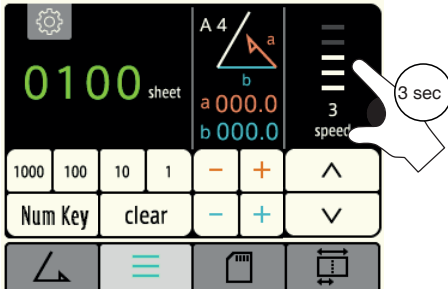 A 4
a
b
0100 sheet
a 000.0
b 000.0
3
speed
3 sec
1000 100 10 1 - +
Num Key clear - +